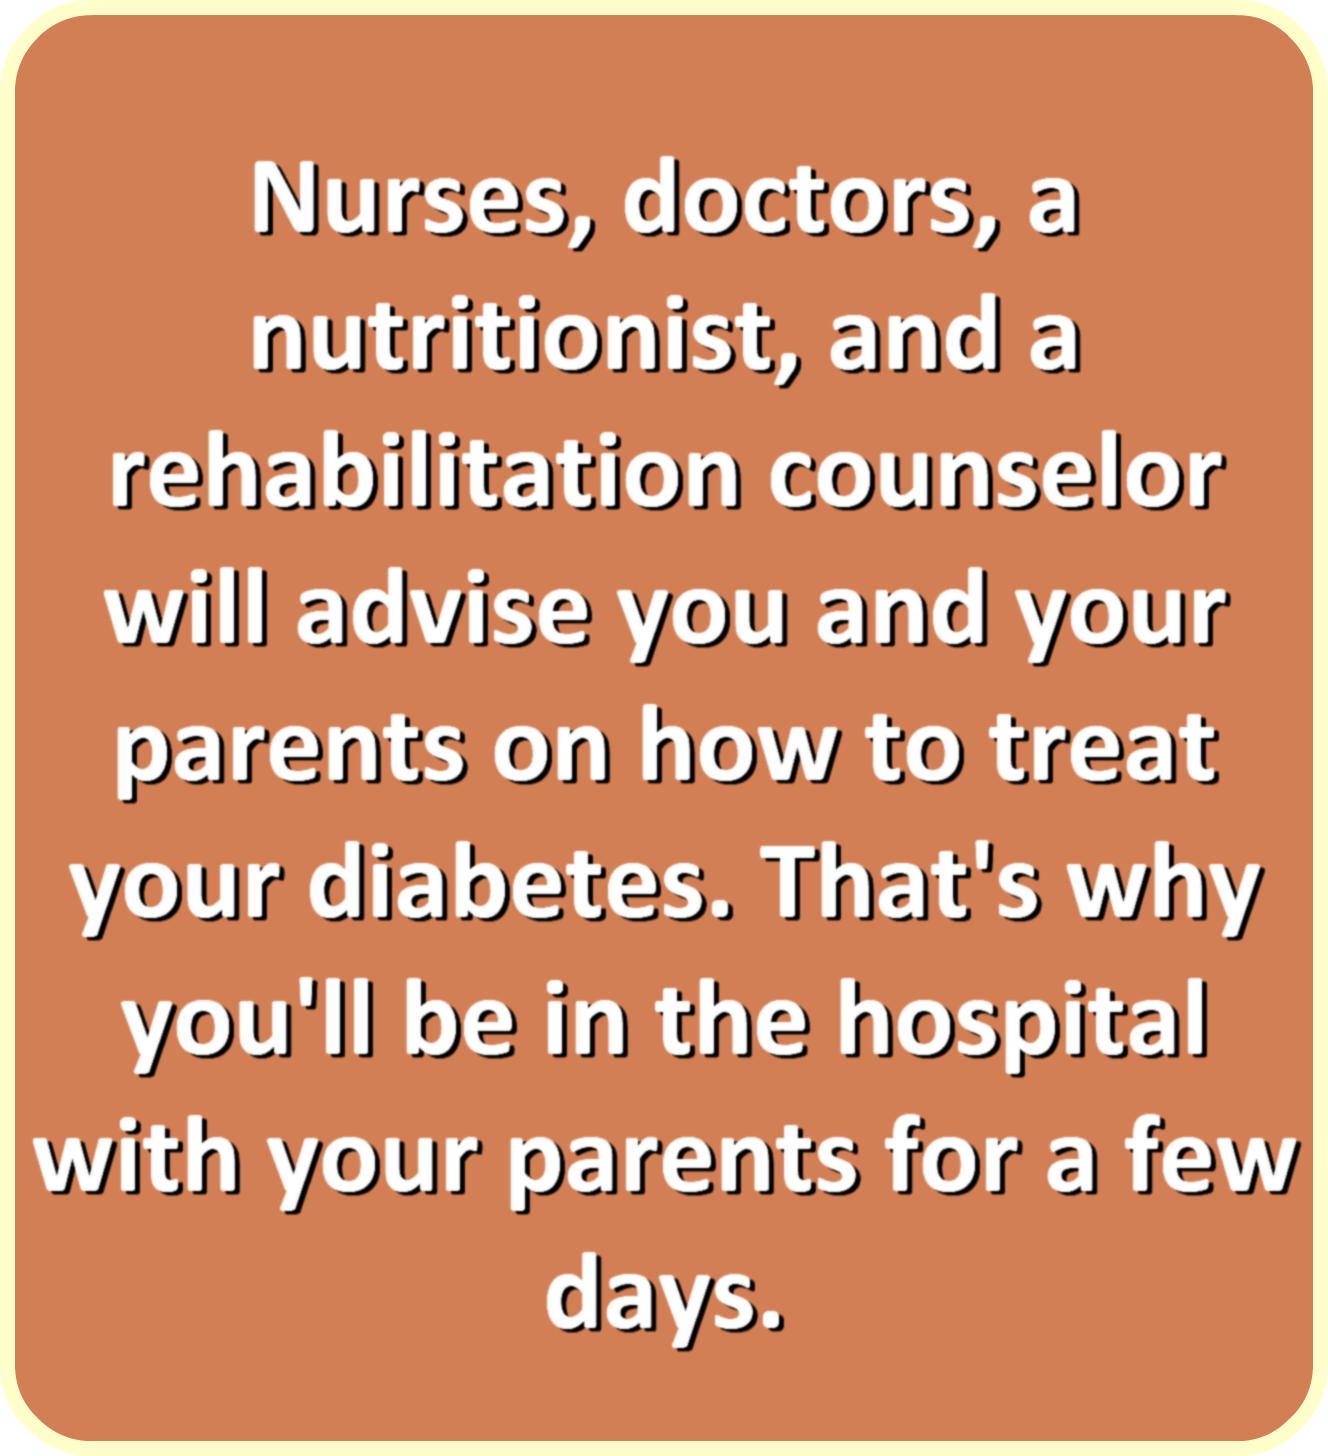 Nurses, doctors, a
nutritionist, and a
rehabilitation counselor
will advise you and your
parents on how to treat
your diabetes. That's why
you'll be in the hospital
with your parents for a few
days.